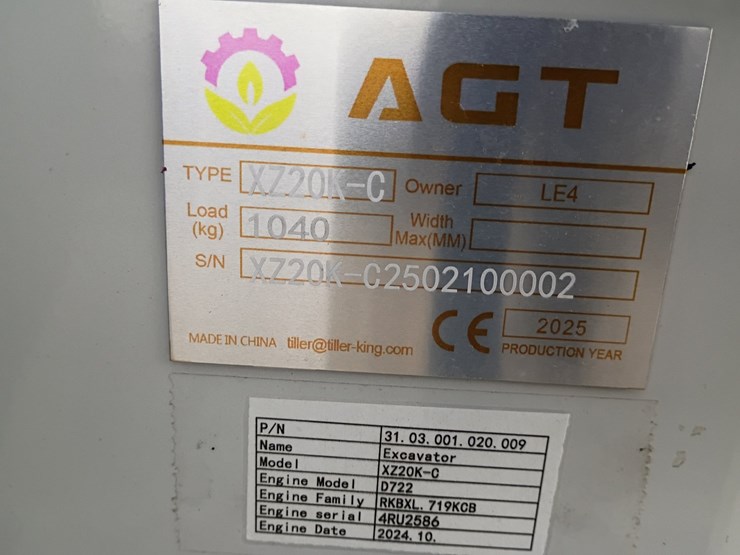 AGT
TYPE XZ20K-C Owner LE4
Load (kg) 1040 Width Max(MM)
S/N XZ20K-C2502100002
MADE IN CHINA tiller@tiller-king.com CE 2025
PRODUCTION YEAR
P/N 31.03.001.020.009
Name Excavator
Model XZ20K-C
Engine Model D722
Engine Family RKBXL.719KCB
Engine serial 4RU2586
Engine Date 2024.10.